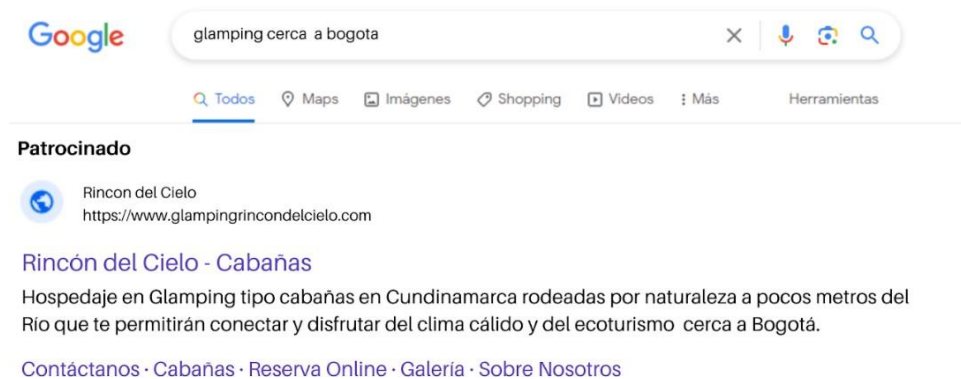 Google glamping cerca a bogota
Todos Maps Imágenes Shopping Videos Más Herramientas
Patrocinado
Rincon del Cielo
https://www.glampingrincondelcielo.com
Rincón del Cielo - Cabañas
Hospedaje en Glamping tipo cabañas en Cundinamarca rodeadas por naturaleza a pocos metros del
Río que te permitirán conectar y disfrutar del clima cálido y del ecoturismo cerca a Bogotá.
Contáctanos · Cabañas · Reserva Online · Galería · Sobre Nosotros